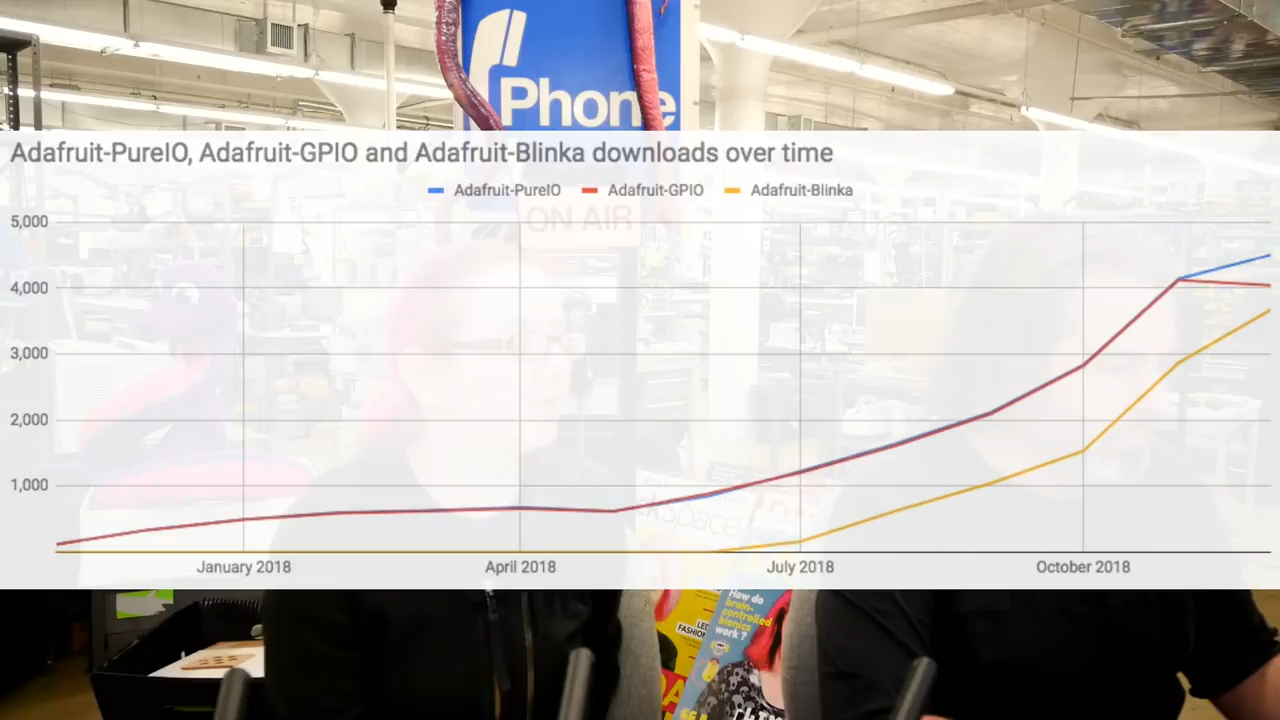 Phone
Adafruit-PureIO, Adafruit-GPIO and Adafruit-Blinka downloads over time
Adafruit-PureIO Adafruit-GPIO Adafruit-Blinka
ON AIR
5,000
4,000
3,000
2,000
1,000
January 2018 April 2018 July 2018 October 2018
How do
brain-
controlled
bionics
work ?
LED
FASHION